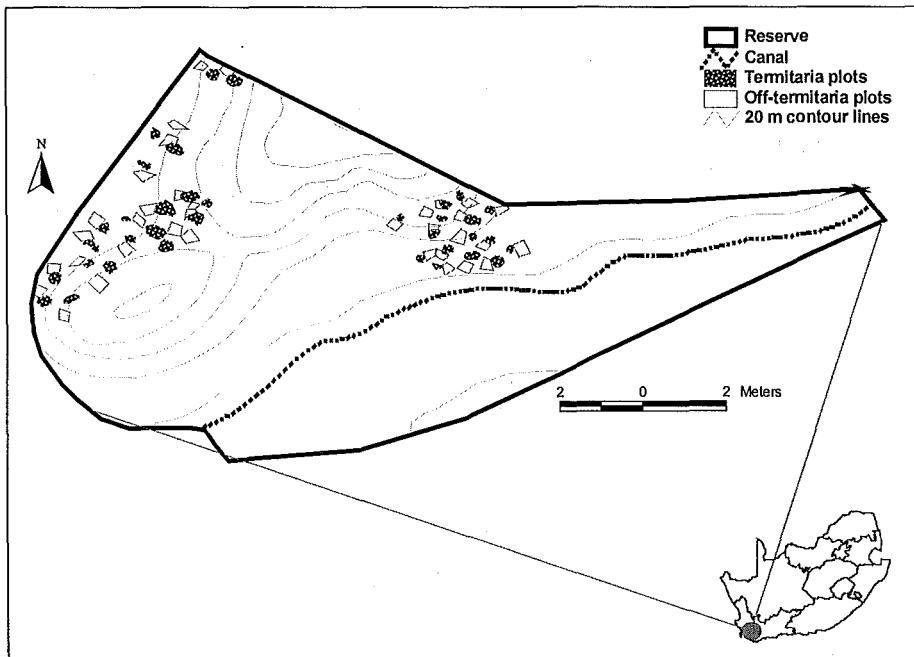 Reserve
Canal
Termitaria plots
Off-termitaria plots
20 m contour lines
N
2 0 2 Meters